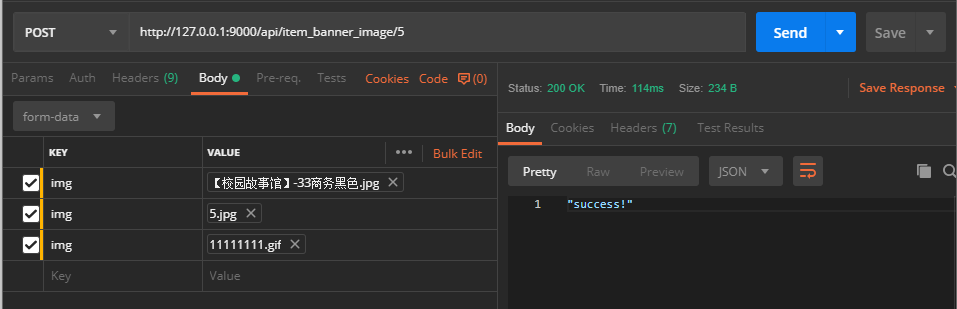 POST http://127.0.0.1:9000/api/item_banner_image/5 Send Save
Params Auth Headers (9) Body Pre-req. Tests Cookies Code (0)
form-data
KEY VALUE ••• Bulk Edit
img 【校园故事馆】-33商务黑色.jpg
img 5.jpg
img 11111111.gif
Key Value
Status: 200 OK Time: 114ms Size: 234 B Save Response
Body Cookies Headers (7) Test Results
Pretty Raw Preview JSON
1 "success!"